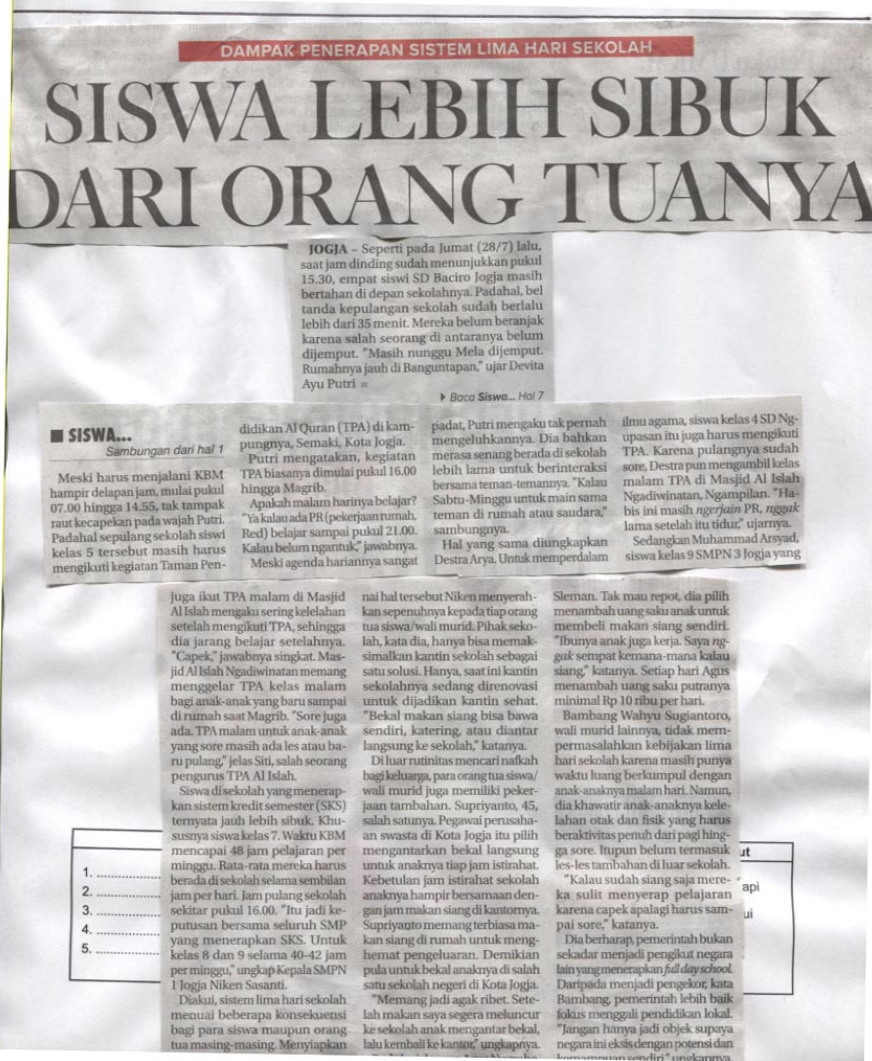 DAMPAK PENERAPAN SISTEM LIMA HARI SEKOLAH
SISWA LEBIH SIBUK
DARI ORANG TUANYA
JOGJA – Seperti pada Jumat (28/7) lalu,
saat jam dinding sudah menunjukkan pukul
15.30, empat siswi SD Baciro Jogja masih
bertahan di depan sekolahnya. Padahal, bel
tanda kepulangan sekolah sudah berlalu
lebih dari 35 menit. Mereka belum beranjak
karena salah seorang di antaranya belum
dijemput. "Masih nunggu Mela dijemput.
Rumahnya jauh di Banguntapan," ujar Devita
Ayu Putri
Baca Siswa... Hal 7
SISWA...
Sambungan dari hal 1
Meski harus menjalani KBM
hampir delapan jam, mulai pukul
07.00 hingga 14.55, tak tampak
raut kecapekan pada wajah Putri.
Padahal sepulang sekolah siswi
kelas 5 tersebut masih harus
mengikuti kegiatan Taman Pen-
didikan Al Quran (TPA) di kam-
pungnya, Semaki, Kota Jogja.
Putri mengatakan, kegiatan
TPA biasanya dimulai pukul 16.00
hingga Magrib.
Apakah malam harinya belajar?
"Ya kalau ada PR (pekerjaan rumah,
Red) belajar sampai pukul 21.00.
Kalau belum ngantuk," jawabnya.
Meski agenda hariannya sangat
padat, Putri mengaku tak pernah
mengeluhkannya. Dia bahkan
merasa senang berada di sekolah
lebih lama untuk berinteraksi
bersama teman-temannya. "Kalau
Sabtu-Minggu untuk main sama
teman di rumah atau saudara,"
sambungnya.
Hal yang sama diungkapkan
Destra Arya. Untuk memperdalam
ilmu agama, siswa kelas 4 SD Ng-
upasan itu juga harus mengikuti
TPA. Karena pulangnya sudah
sore, Destra pun mengambil kelas
malam TPA di Masjid Al Islah
Ngadiwinatan, Ngampilan. "Ha-
bis ini masih ngerjain PR, nggak
lama setelah itu tidur," ujarnya.
Sedangkan Muhammad Arsyad,
siswa kelas 9 SMPN 3 Jogja yang
juga ikut TPA malam di Masjid
Al Islah mengaku sering kelelahan
setelah mengikuti TPA, sehingga
dia jarang belajar setelahnya.
"Capek," jawabnya singkat. Mas-
jid Al Islah Ngadiwinatan memang
menggelar TPA kelas malam
bagi anak-anak yang baru sampai
di rumah saat Magrib. "Sore juga
ada. TPA malam untuk anak-anak
yang sore masih ada les atau ba-
ru pulang," jelas Siti, salah seorang
pengurus TPA Al Islah.
Siswa di sekolah yang menerap-
kan sistem kredit semester (SKS)
ternyata jauh lebih sibuk. Khu-
susnya siswa kelas 7. Waktu KBM
mencapai 48 jam pelajaran per
minggu. Rata-rata mereka harus
berada di sekolah selama sembilan
jam per hari. Jam pulang sekolah
sekitar pukul 16.00. "Itu jadi ke-
putusan bersama seluruh SMP
yang menerapkan SKS. Untuk
kelas 8 dan 9 selama 40-42 jam
per minggu," ungkap Kepala SMPN
1 Jogja Niken Sasanti.
Diakui, sistem lima hari sekolah
menuai beberapa konsekuensi
bagi para siswa maupun orang
tua masing-masing. Menyiapkan
nai hal tersebut Niken menyerah-
kan sepenuhnya kepada tiap orang
tua siswa/wali murid. Pihak seko-
lah, kata dia, hanya bisa memak-
simalkan kantin sekolah sebagai
satu solusi. Hanya, saat ini kantin
sekolahnya sedang direnovasi
untuk dijadikan kantin sehat.
"Bekal makan siang bisa bawa
sendiri, katering, atau diantar
langsung ke sekolah," katanya.
Di luar rutinitas mencari nafkah
bagi keluarga, para orang tua siswa/
wali murid juga memiliki peker-
jaan tambahan. Supriyanto, 45,
salah satunya. Pegawai perusaha-
an swasta di Kota Jogja itu pilih
mengantarkan bekal langsung
untuk anaknya tiap jam istirahat.
Kebetulan jam istirahat sekolah
anaknya hampir bersamaan den-
gan jam makan siang di kantornya.
Supriyanto memang terbiasa ma-
kan siang di rumah untuk meng-
hemat pengeluaran. Demikian
pula untuk bekal anaknya di salah
satu sekolah negeri di Kota Jogja.
"Memang jadi agak ribet. Sete-
lah makan saya segera meluncur
ke sekolah anak mengantar bekal,
lalu kembali ke kantor," ungkapnya.
Sleman. Tak mau repot, dia pilih
menambah uang saku anak untuk
membeli makan siang sendiri.
"Ibunya anak juga kerja. Saya ng-
gak sempat kemana-mana kalau
siang," katanya. Setiap hari Agus
menambah uang saku putranya
minimal Rp 10 ribu per hari.
Bambang Wahyu Sugiantoro,
wali murid lainnya, tidak mem-
permasalahkan kebijakan lima
hari sekolah karena masih punya
waktu luang berkumpul dengan
anak-anaknya malam hari. Namun,
dia khawatir anak-anaknya kele-
lahan otak dan fisik yang harus
beraktivitas penuh dari pagi hing-
ga sore. Itupun belum termasuk
les-les tambahan di luar sekolah.
"Kalau sudah siang saja mere-
ka sulit menyerap pelajaran
karena capek apalagi harus sam-
pai sore," katanya.
Dia berharap, pemerintah bukan
sekadar menjadi pengikut negara
lain yang menerapkan full day school.
Daripada menjadi pengekor, kata
Bambang, pemerintah lebih baik
fokus menggali pendidikan lokal.
"Jangan hanya jadi objek supaya
negara ini eksis dengan potensi dan
kemampuan sendiri" ungkapnya
1. ....................
2. ....................
3. ....................
4. ....................
5. ....................
ut
api
ui